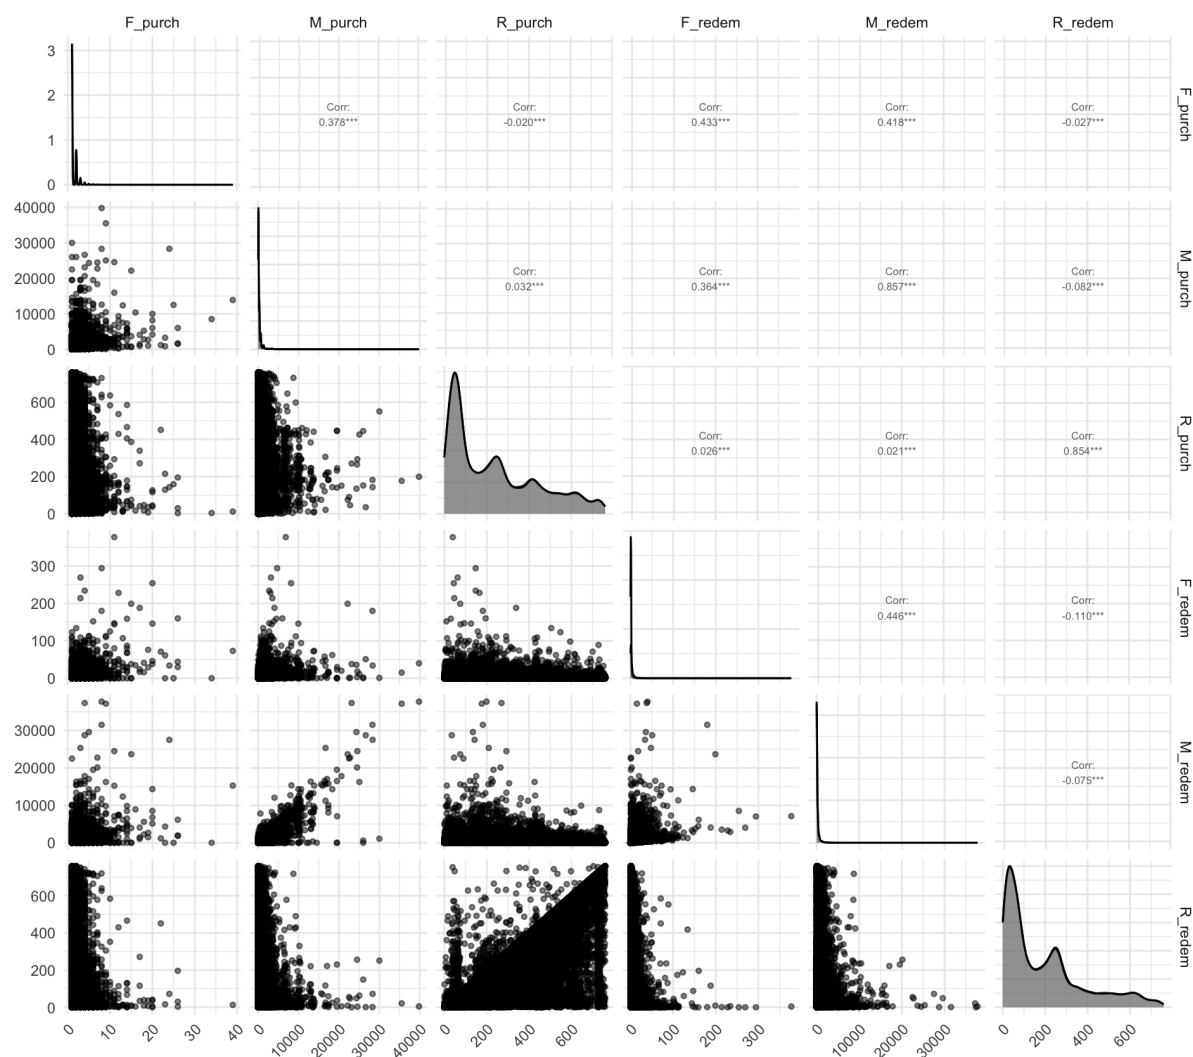 F_purch M_purch R_purch F_redem M_redem R_redem
3
2
1
0
Corr:
0.378***
Corr:
-0.020***
Corr:
0.433***
Corr:
0.418***
Corr:
-0.027***
F_purch
40000
30000
20000
10000
0
Corr:
0.032***
Corr:
0.364***
Corr:
0.857***
Corr:
-0.082***
M_purch
600
400
200
0
Corr:
0.026***
Corr:
0.021***
Corr:
0.854***
R_purch
300
200
100
0
Corr:
0.446***
Corr:
-0.110***
F_redem
30000
20000
10000
0
Corr:
-0.075***
M_redem
600
400
200
0
R_redem
0 10 20 30 40
0 10000 20000 30000 40000
0 200 400 600
0 100 200 300
0 10000 20000 30000
0 200 400 600